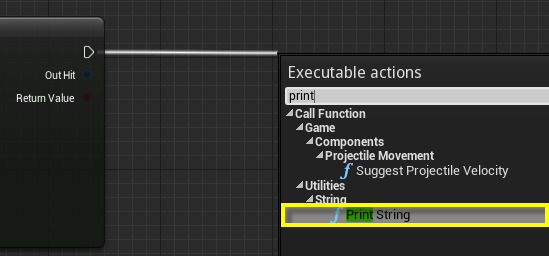 Out Hit
Return Value
Executable actions
print
Call Function
Game
Components
Projectile Movement
f Suggest Projectile Velocity
Utilities
String
f Print String